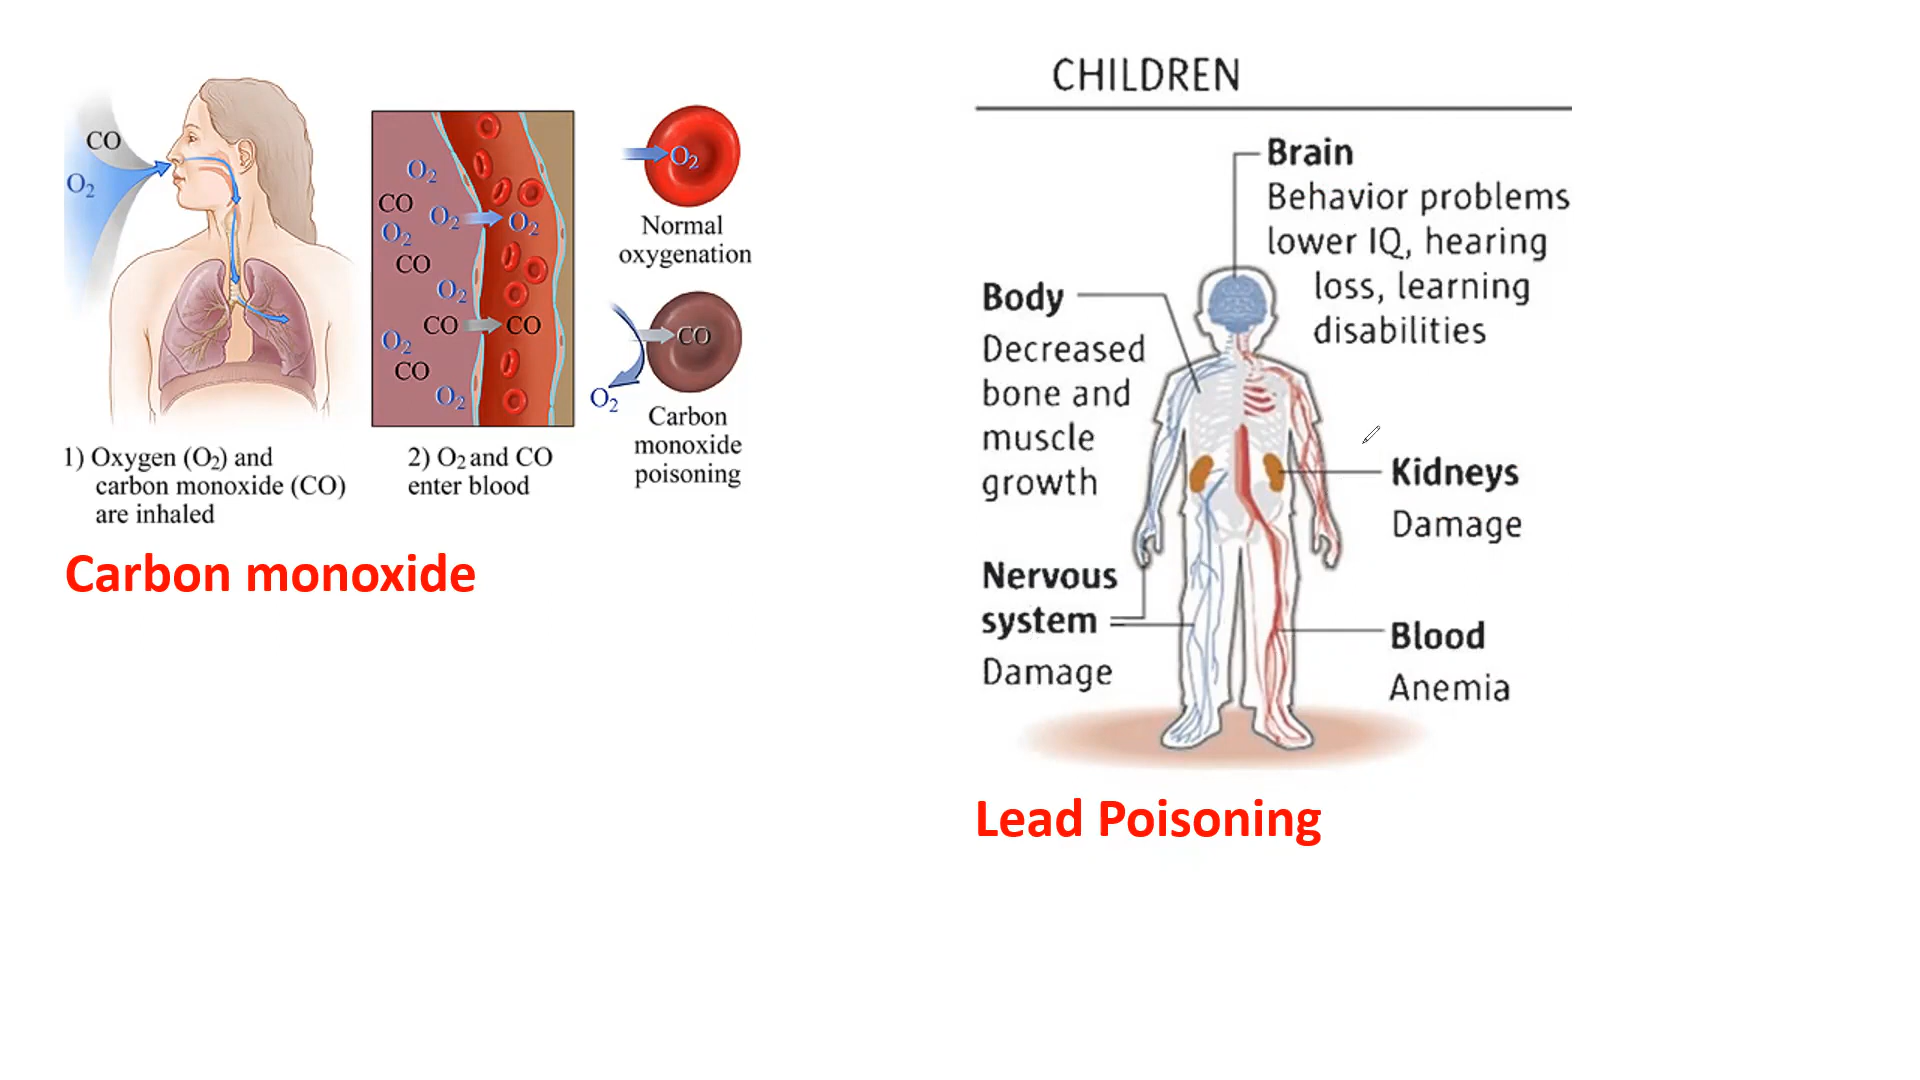 CO
O₂
1) Oxygen (O₂) and
carbon monoxide (CO)
are inhaled
O₂
CO
O₂
O₂
O₂
CO
O₂
CO
CO
O₂
CO
O₂
2) O₂ and CO
enter blood
O₂
Normal
oxygenation
CO
O₂
Carbon
monoxide
poisoning
Carbon monoxide
CHILDREN
Brain
Behavior problems
lower IQ, hearing
loss, learning
disabilities
Body
Decreased
bone and
muscle
growth
Kidneys
Damage
Nervous
system
Damage
Blood
Anemia
Lead Poisoning